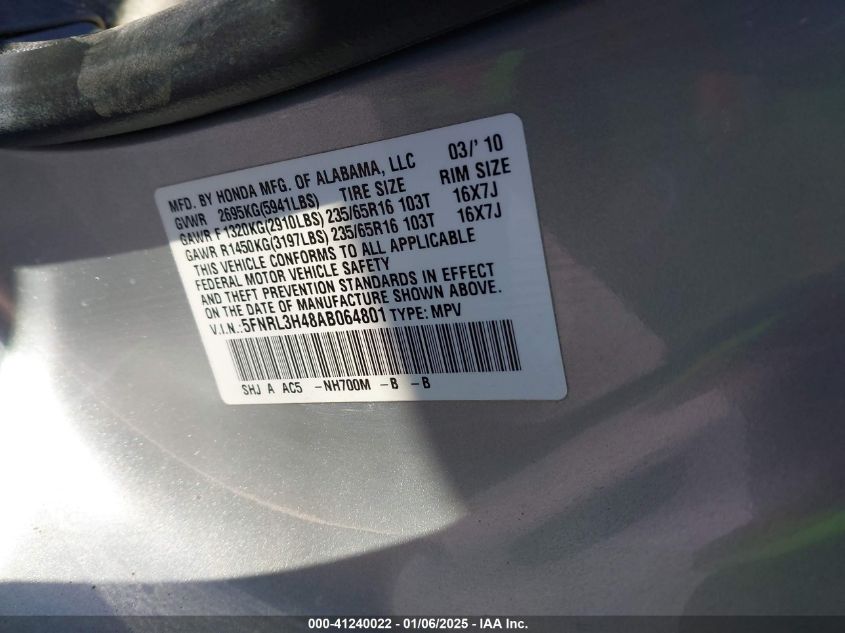 MFD. BY HONDA MFG. OF ALABAMA, LLC 03/' 10
GVWR 2695KG(5941LBS) TIRE SIZE RIM SIZE
GAWR F1320KG(2910LBS) 235/65R16 103T 16X7J
GAWR R1450KG(3197LBS) 235/65R16 103T 16X7J
THIS VEHICLE CONFORMS TO ALL APPLICABLE
FEDERAL MOTOR VEHICLE SAFETY
AND THEFT PREVENTION STANDARDS IN EFFECT
ON THE DATE OF MANUFACTURE SHOWN ABOVE.
V.I.N.:5FNRL3H48AB064801 TYPE: MPV
SHJ A AC5 -NH700M -B -B
000-41240022 - 01/06/2025 - IAA Inc.